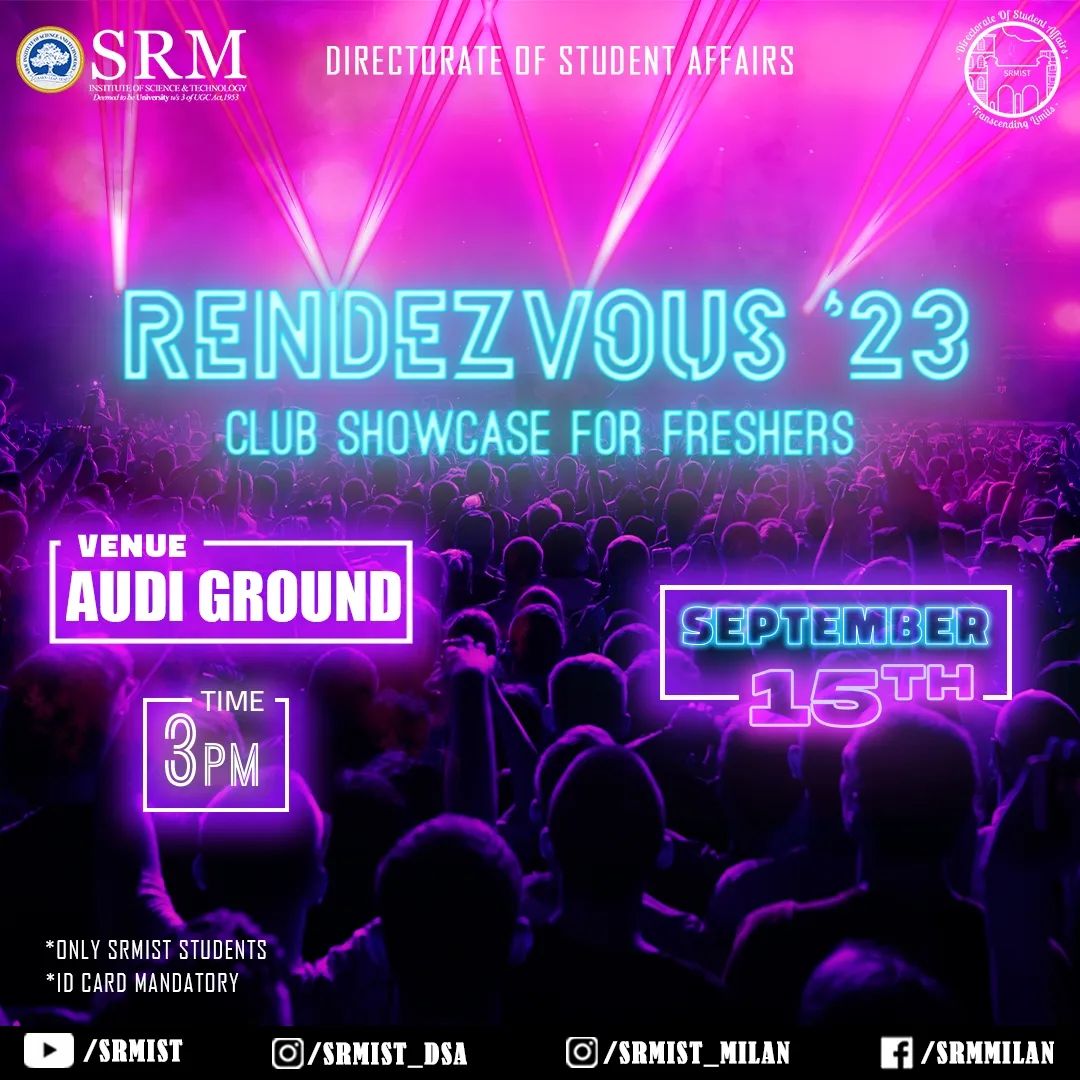 SRM
INSTITUTE OF SCIENCE & TECHNOLOGY
Deemed to be University u/s 3 of UGC Act, 1953
DIRECTORATE OF STUDENT AFFAIRS
Directorate Of Student Affairs
SRMIST
Transcending Limits
RENDEZVOUS '23
CLUB SHOWCASE FOR FRESHERS
VENUE
AUDI GROUND
SEPTEMBER
15TH
TIME
3PM
*ONLY SRMIST STUDENTS
*ID CARD MANDATORY
/SRMIST
/SRMIST_DSA
/SRMIST_MILAN
/SRMMILAN